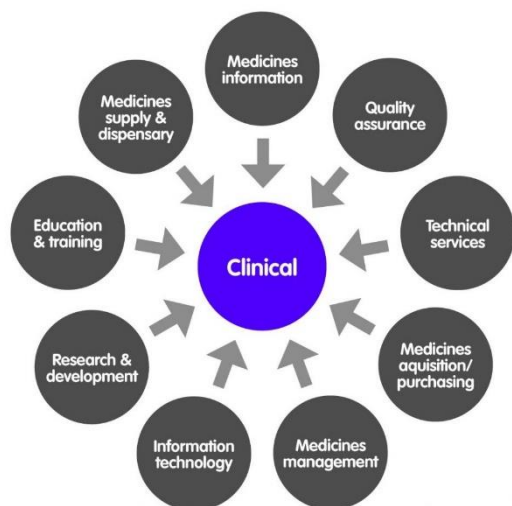 Medicines
information
Quality
assurance
Technical
services
Medicines
aquisition/
purchasing
Medicines
management
Information
technology
Research &
development
Education
& training
Medicines
supply &
dispensary
Clinical